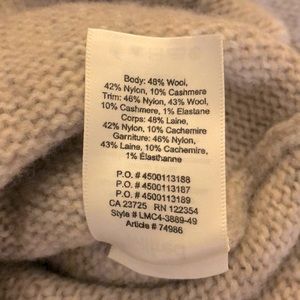 Body: 48% Wool,
42% Nylon, 10% Cashmere
Trim: 46% Nylon, 43% Wool,
10% Cashmere, 1% Elastane
Corps: 48% Laine,
42% Nylon, 10% Cachemire
Garniture: 46% Nylon,
43% Laine, 10% Cachemire,
1% Élasthanne
P.O. # 4500113188
P.O. # 4500113187
P.O. # 4500113189
CA 23725 RN 122354
Style # LMC4-3889-49
Article # 74986